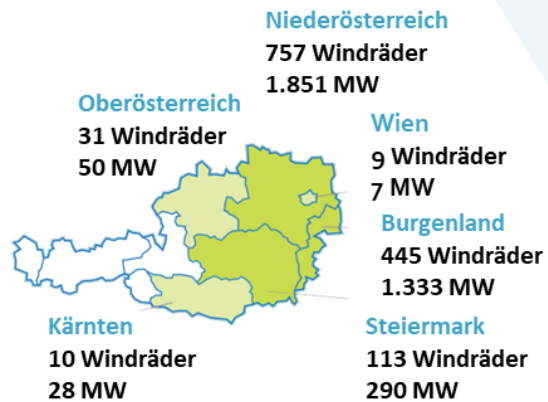 Niederösterreich
757 Windräder
1.851 MW
Oberösterreich
31 Windräder
50 MW
Wien
9 Windräder
7 MW
Burgenland
445 Windräder
1.333 MW
Kärnten
10 Windräder
28 MW
Steiermark
113 Windräder
290 MW